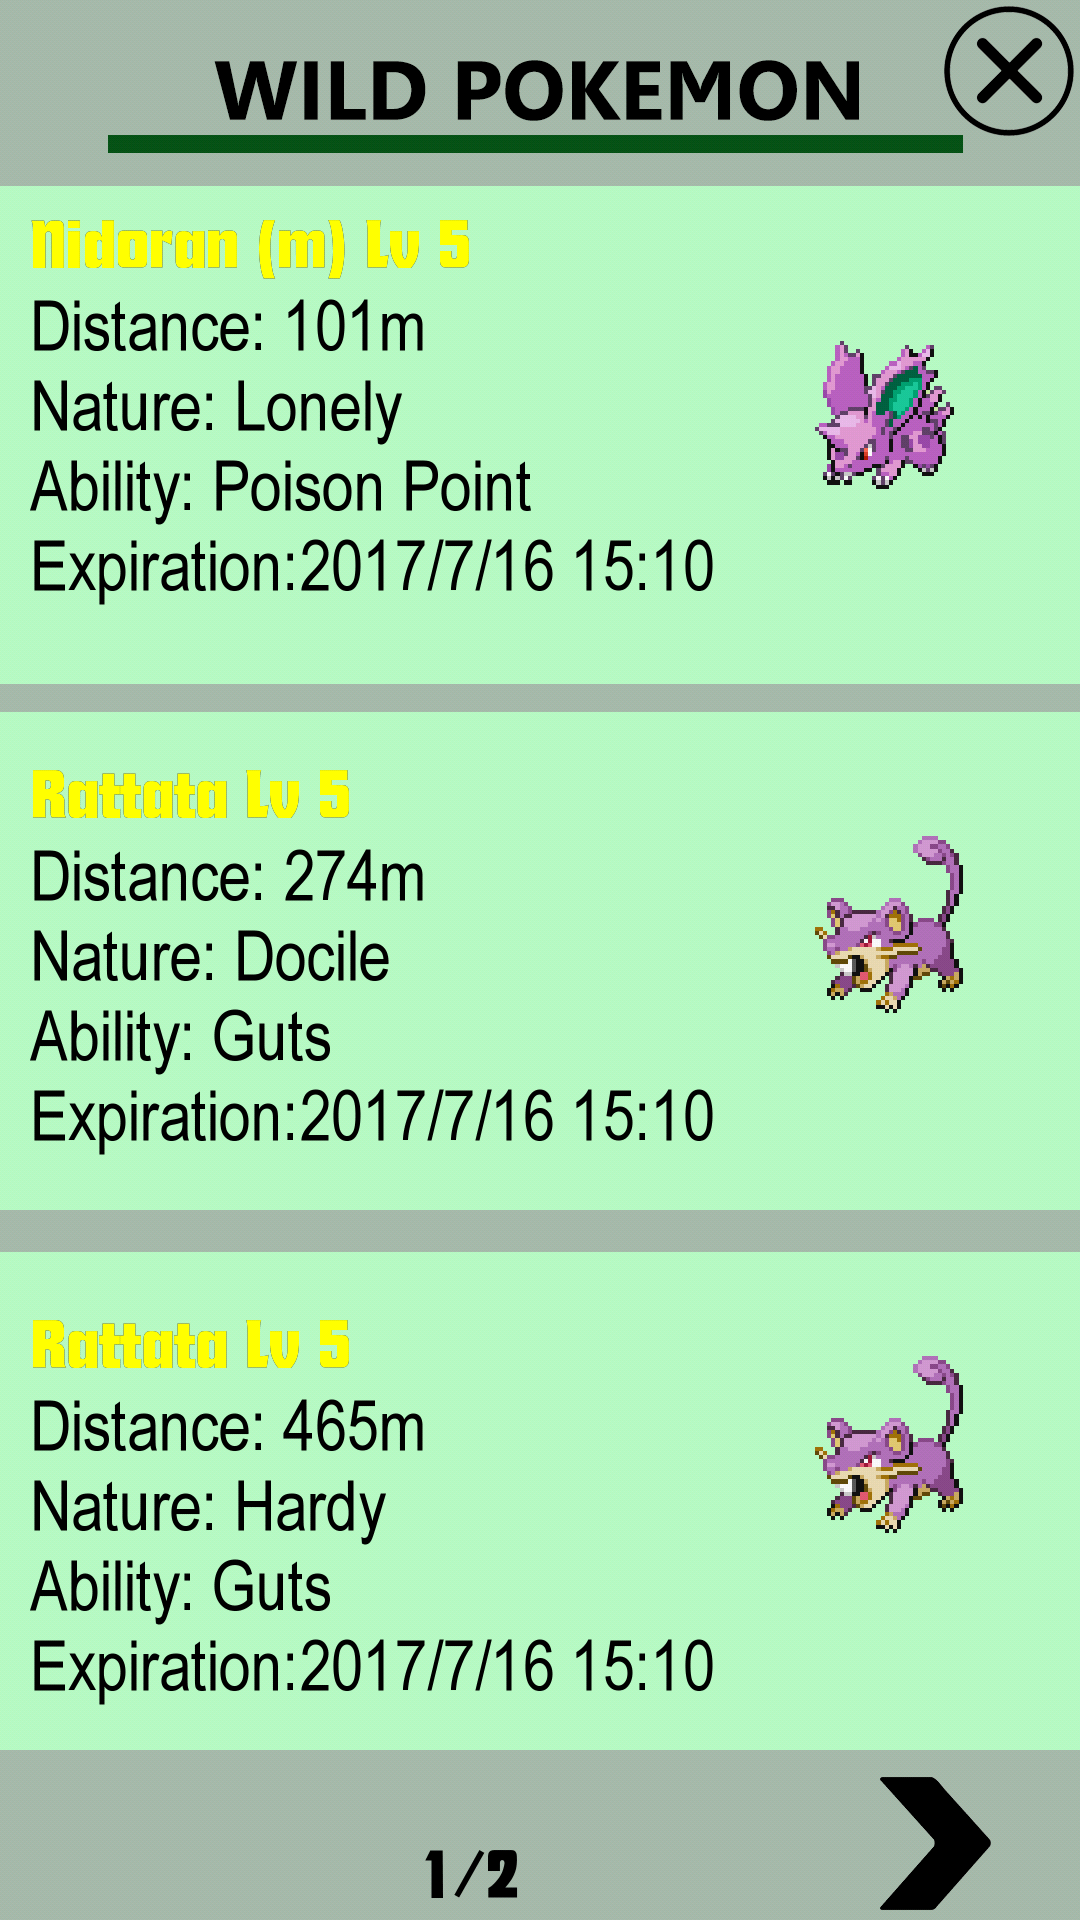 WILD POKEMON
Nidoran (m) Lv 5
Distance: 101m
Nature: Lonely
Ability: Poison Point
Expiration:2017/7/16 15:10
Rattata Lv 5
Distance: 274m
Nature: Docile
Ability: Guts
Expiration:2017/7/16 15:10
Rattata Lv 5
Distance: 465m
Nature: Hardy
Ability: Guts
Expiration:2017/7/16 15:10
1/2